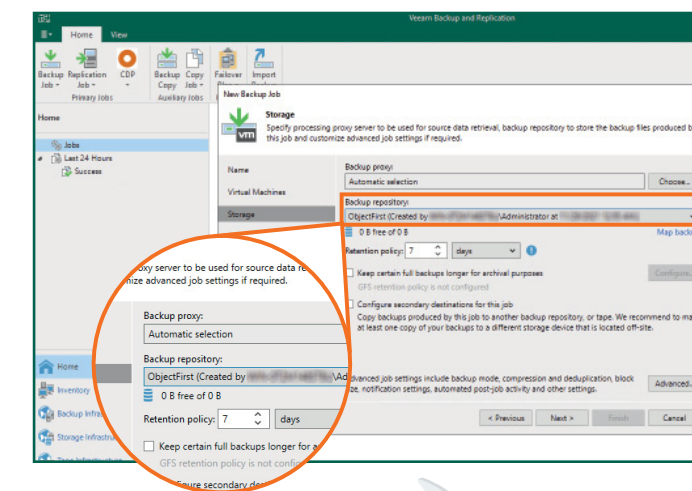 Veeam Backup and Replication
Home View
Backup Job
Replication Job
CDP
Backup Copy
Copy Job
Failover
Import
Primary Jobs
Auxiliary Jobs
New Backup Job
Storage
Specify processing proxy server to be used for source data retrieval, backup repository to store the backup files produced b
this job and customize advanced job settings if required.
Home
Jobs
Last 24 Hours
Success
Name
Virtual Machines
Storage
Backup proxy:
Automatic selection
Choose...
Backup repository:
ObjectFirst (Created by \Administrator at
0 B free of 0 B
Map back
Retention policy: 7 days
Keep certain full backups longer for archival purposes
Configure...
GFS retention policy is not configured
Configure secondary destinations for this job
Copy backups produced by this job to another backup repository, or tape. We recommend to ma
at least one copy of your backups to a different storage device that is located off-site.
dvanced job settings include backup mode, compression and deduplication, block
ze, notification settings, automated post-job activity and other settings.
Advanced...
< Previous
Next >
Finish
Cancel
oxy server to be used for source data re
ize advanced job settings if required.
Backup proxy:
Automatic selection
Backup repository:
ObjectFirst (Created by \Ad
0 B free of 0 B
Retention policy: 7 days
Keep certain full backups longer for a
GFS retention policy is not config
gure secondary dest
Home
Inventory
Backup Infras
Storage Infrastru